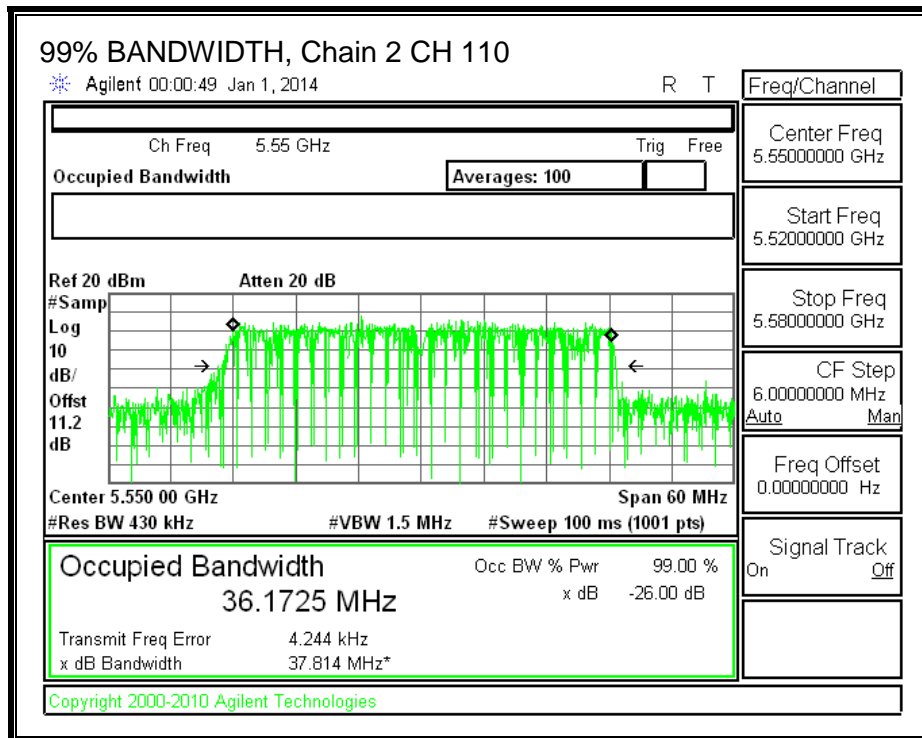 99% BANDWIDTH, Chain 2 CH 110
Agilent 00:00:49 Jan 1, 2014 R T
Ch Freq 5.55 GHz Trig Free
Occupied Bandwidth Averages: 100
Ref 20 dBm Atten 20 dB
#Samp
Log
10
dB/
Offst
11.2
dB
Center 5.550 00 GHz Span 60 MHz
#Res BW 430 kHz #VBW 1.5 MHz #Sweep 100 ms (1001 pts)
Occupied Bandwidth Occ BW % Pwr 99.00 %
36.1725 MHz x dB -26.00 dB
Transmit Freq Error 4.244 kHz
x dB Bandwidth 37.814 MHz*
Copyright 2000-2010 Agilent Technologies
Freq/Channel
Center Freq
5.55000000 GHz
Start Freq
5.52000000 GHz
Stop Freq
5.58000000 GHz
CF Step
6.00000000 MHz
Auto Man
Freq Offset
0.00000000 Hz
Signal Track
On Off